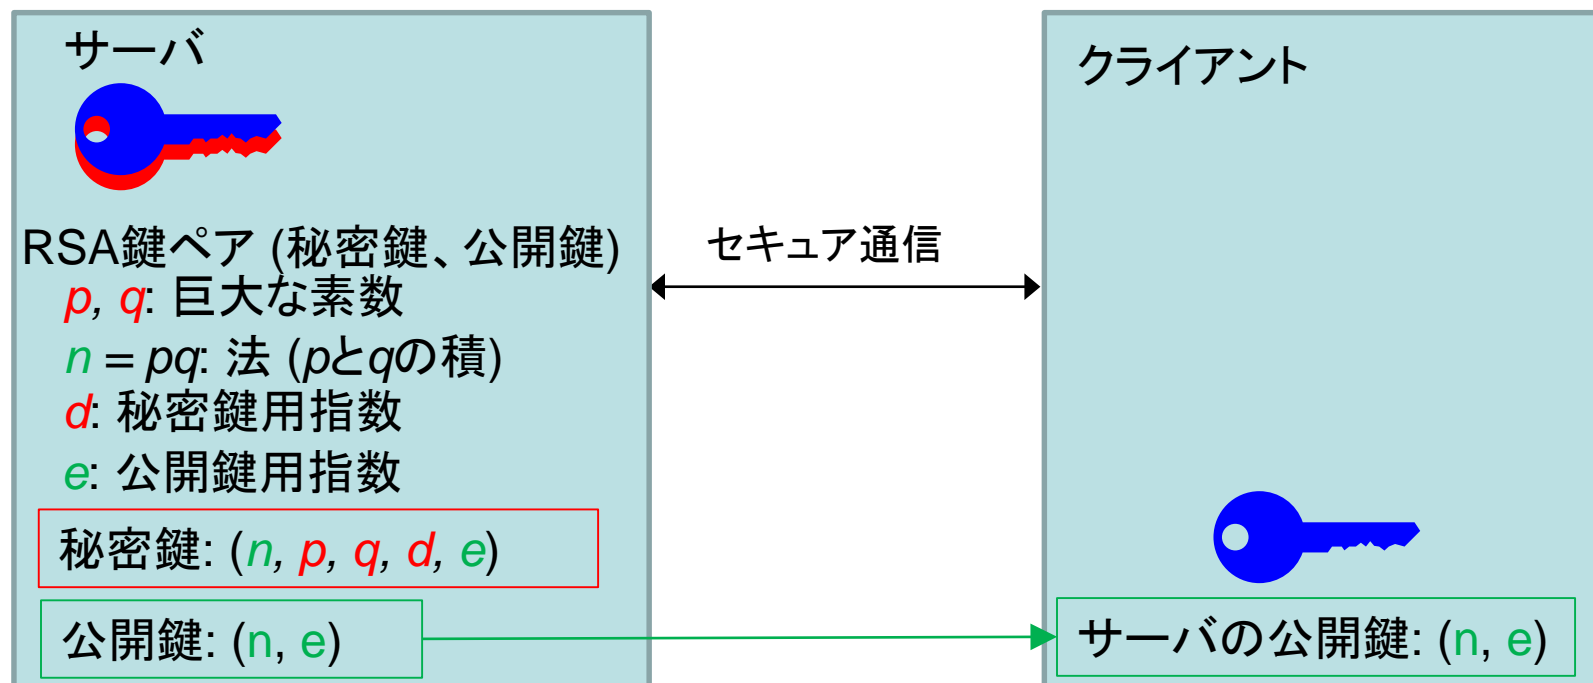 サーバ
RSA鍵ペア (秘密鍵、公開鍵)
p, q: 巨大な素数
n = pq: 法 (pとqの積)
d: 秘密鍵用指数
e: 公開鍵用指数
秘密鍵: (n, p, q, d, e)
公開鍵: (n, e)
セキュア通信
クライアント
サーバの公開鍵: (n, e)